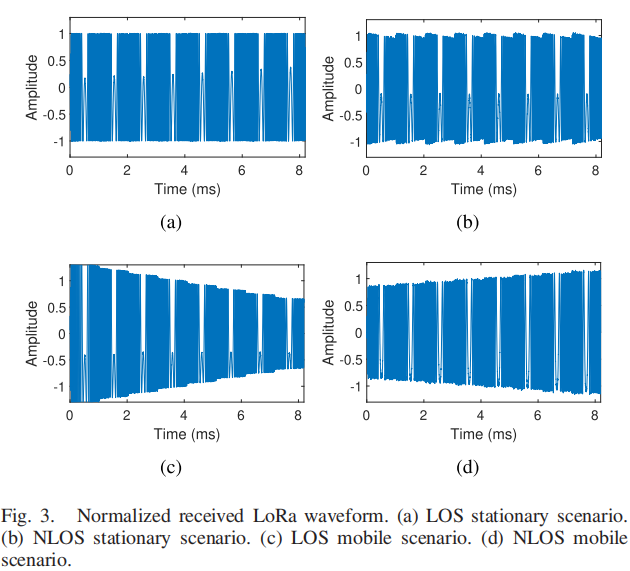 1
0.5
0
-0.5
-1
Amplitude
0 2 4 6 8
Time (ms)
(a)
1
0.5
0
-0.5
-1
Amplitude
0 2 4 6 8
Time (ms)
(b)
1
0.5
0
-0.5
-1
Amplitude
0 2 4 6 8
Time (ms)
(c)
1
0.5
0
-0.5
-1
Amplitude
0 2 4 6 8
Time (ms)
(d)
Fig. 3. Normalized received LoRa waveform. (a) LOS stationary scenario.
(b) NLOS stationary scenario. (c) LOS mobile scenario. (d) NLOS mobile
scenario.